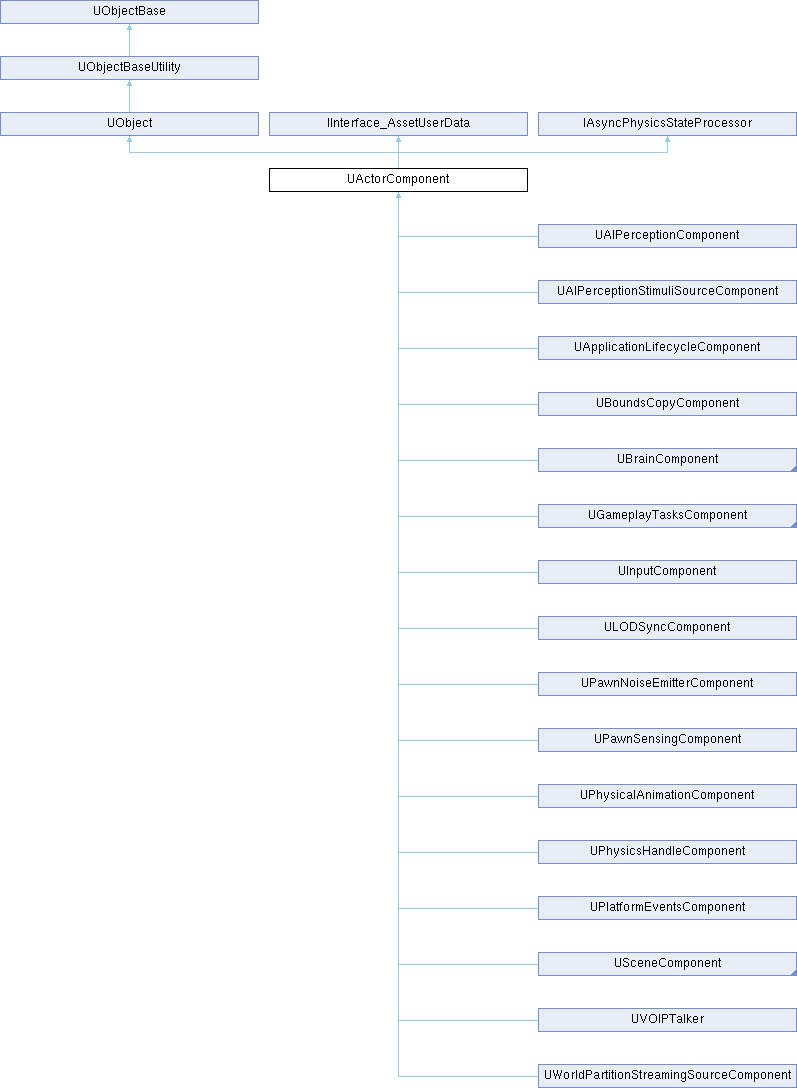 UObjectBase
UObjectBaseUtility
UObject
IInterface_AssetUserData
IAsyncPhysicsStateProcessor
UActorComponent
UAIPerceptionComponent
UAIPerceptionStimuliSourceComponent
UApplicationLifecycleComponent
UBoundsCopyComponent
UBrainComponent
UGameplayTasksComponent
UInputComponent
ULODSyncComponent
UPawnNoiseEmitterComponent
UPawnSensingComponent
UPhysicalAnimationComponent
UPhysicsHandleComponent
UPlatformEventsComponent
USceneComponent
UVOIPTalker
UWorldPartitionStreamingSourceComponent